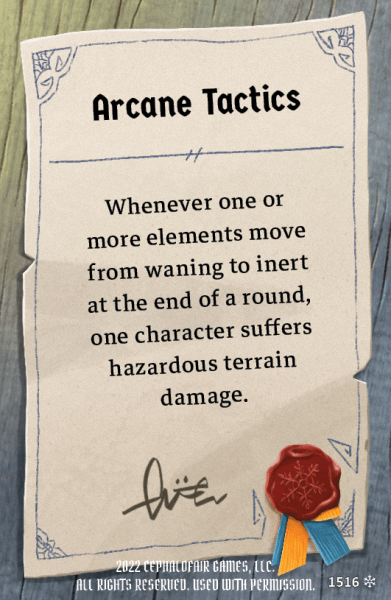 Arcane Tactics
Whenever one or
more elements move
from waning to inert
at the end of a round,
one character suffers
hazardous terrain
damage.
2022 CEPHALOFAIR GAMES, LLC.
ALL RIGHTS RESERVED. USED WITH PERMISSION.
1516